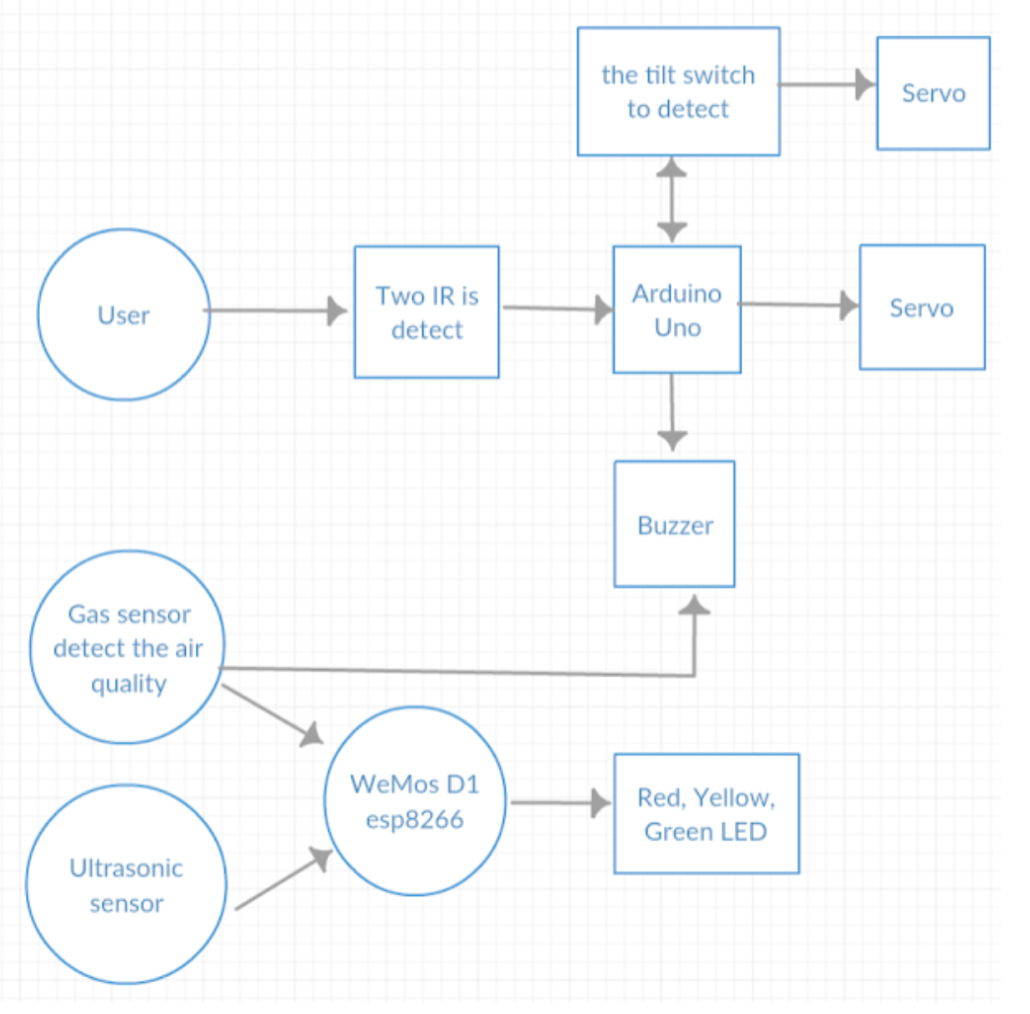 the tilt switch
to detect
Servo
User
Two IR is
detect
Arduino
Uno
Servo
Buzzer
Gas sensor
detect the air
quality
WeMos D1
esp8266
Red, Yellow,
Green LED
Ultrasonic
sensor